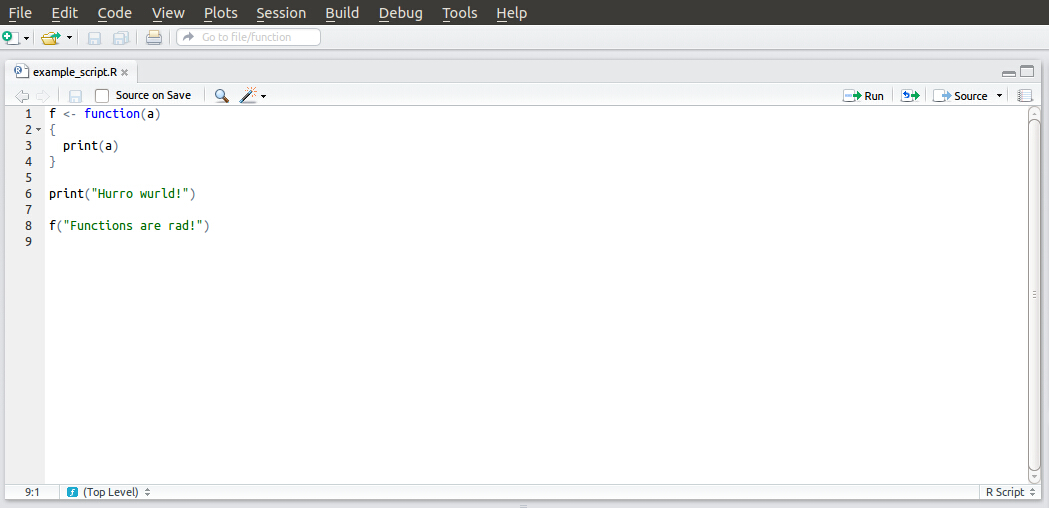 File Edit Code View Plots Session Build Debug Tools Help
Go to file/function
example_script.R
Source on Save Run Source
1 f <- function(a)
2 {
3   print(a)
4 }
5
6 print("Hurro wurld!")
7
8 f("Functions are rad!")
9
9:1 (Top Level) R Script